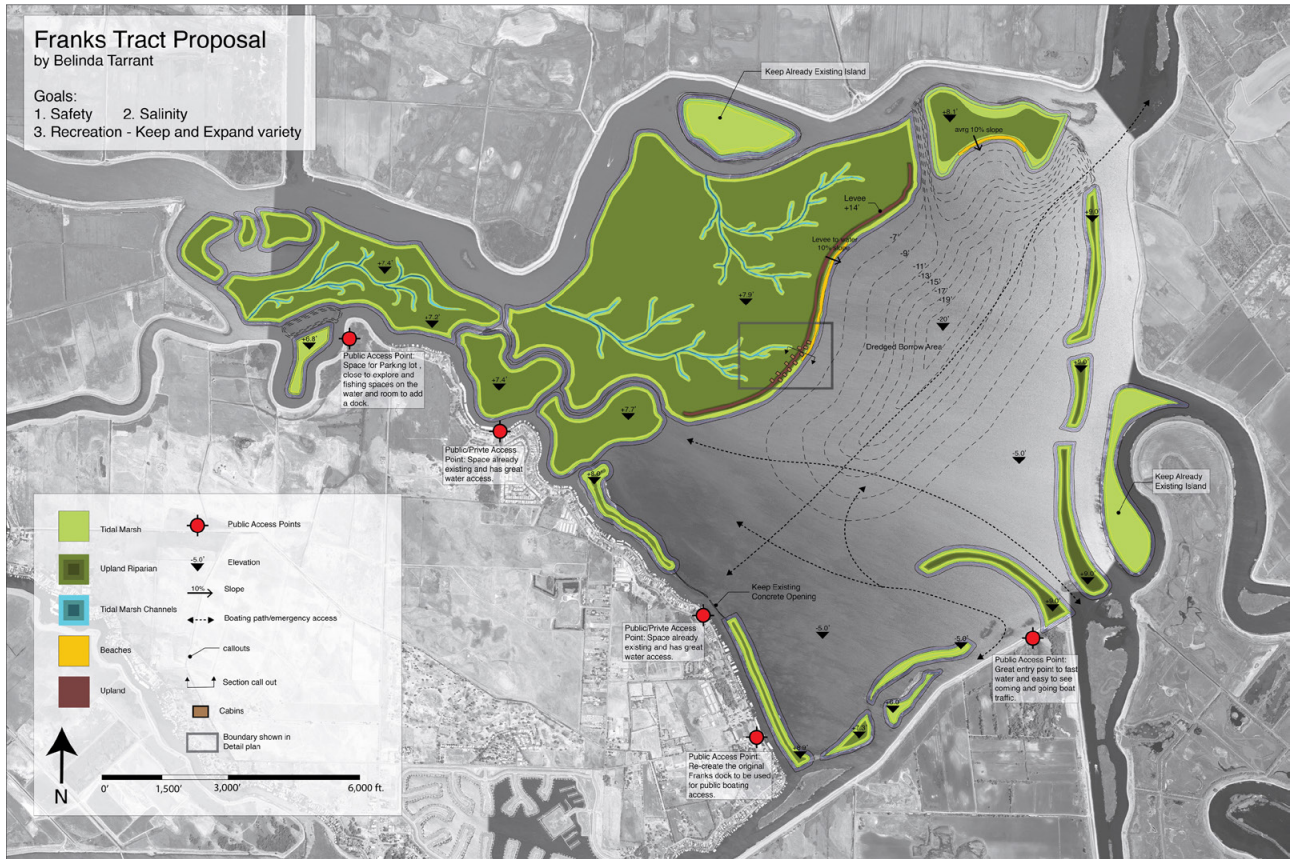 Franks Tract Proposal
by Belinda Tarrant
Goals:
1. Safety 2. Salinity
3. Recreation - Keep and Expand variety
Keep Already Existing Island
+8.1'
avrg 10% slope
Levee
+14'
Levee to water
10% slope
-7'
-9'
-11'
-13'
-15'
-17'
-19'
-20'
Dredged Borrow Area
+9.0'
+7.4'
+7.2'
+7.9'
+6.8'
Public Access Point:
Space for Parking lot ,
close to explore and
fishing spaces on the
water and room to add
a dock.
+7.4'
+7.7'
Public/Privte Access
Point: Space already
existing and has great
water access.
+8.0'
-5.0'
Keep Already
Existing Island
+9.0'
Keep Existing
Concrete Opening
Public/Privte Access
Point: Space already
existing and has great
water access.
-5.0'
-5.0'
Public Access Point:
Great entry point to fast
water and easy to see
coming and going boat
traffic.
Public Access Point:
Re-create the original
Franks dock to be used
for public boating
access.
Tidal Marsh
Upland Riparian
Tidal Marsh Channels
Beaches
Upland
Public Access Points
-5.0'
Elevation
10%
Slope
Boating path/emergency access
callouts
Section call out
Cabins
Boundary shown in
Detail plan
N
0' 1,500' 3,000' 6,000 ft.